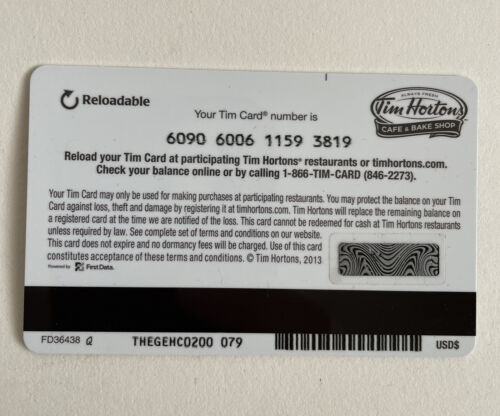 Reloadable
Your Tim Card® number is
ALWAYS FRESH
Tim Hortons
CAFE & BAKE SHOP
6090 6006 1159 3819
Reload your Tim Card at participating Tim Hortons® restaurants or timhortons.com.
Check your balance online or by calling 1-866-TIM-CARD (846-2273).
Your Tim Card may only be used for making purchases at participating restaurants. You may protect the balance on your Tim
Card against loss, theft and damage by registering it at timhortons.com. Tim Hortons will replace the remaining balance on
a registered card at the time we are notified of the loss. This card cannot be redeemed for cash at Tim Hortons restaurants
unless required by law. See complete set of terms and conditions on our website.
This card does not expire and no dormancy fees will be charged. Use of this card
constitutes acceptance of these terms and conditions. © Tim Hortons, 2013
Powered by First Data.
FD36438 Q THEGEHC0200 079 USD$